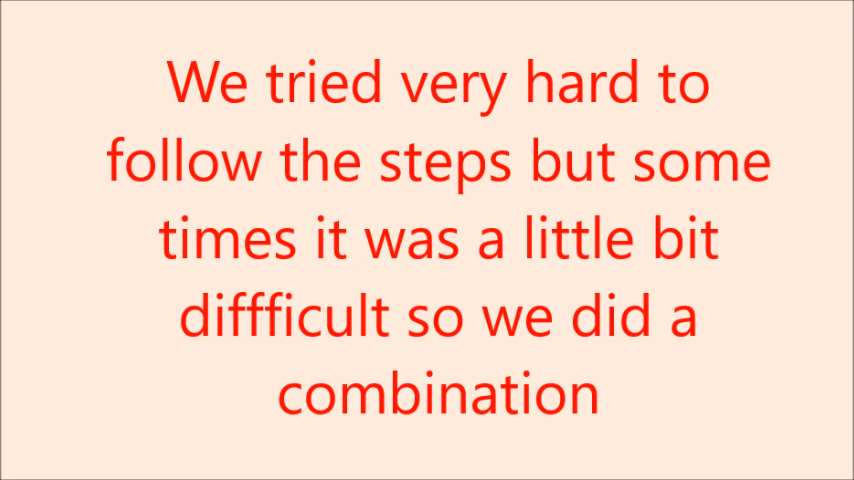 We tried very hard to
follow the steps but some
times it was a little bit
diffficult so we did a
combination